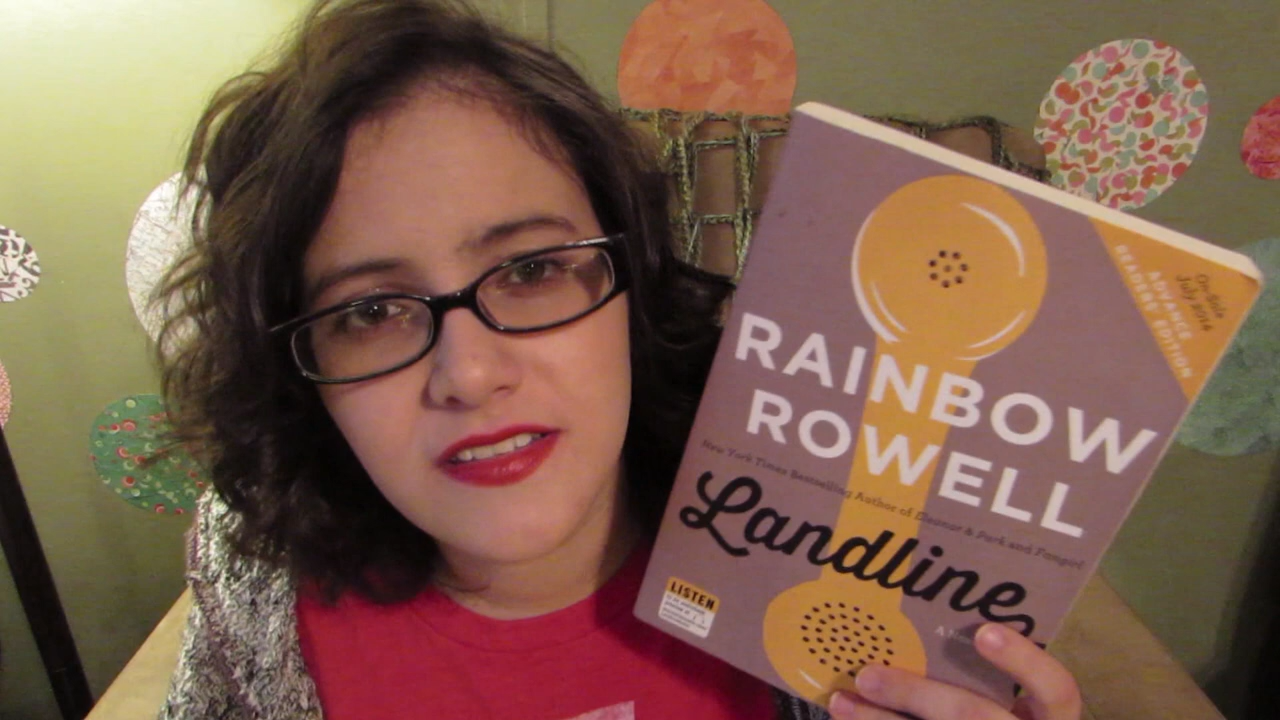 On-Sale
July 2014
ADVANCE
READERS' EDITION
RAINBOW
ROWELL
New York Times Bestselling Author of Eleanor & Park and Fangirl
Landline
LISTEN